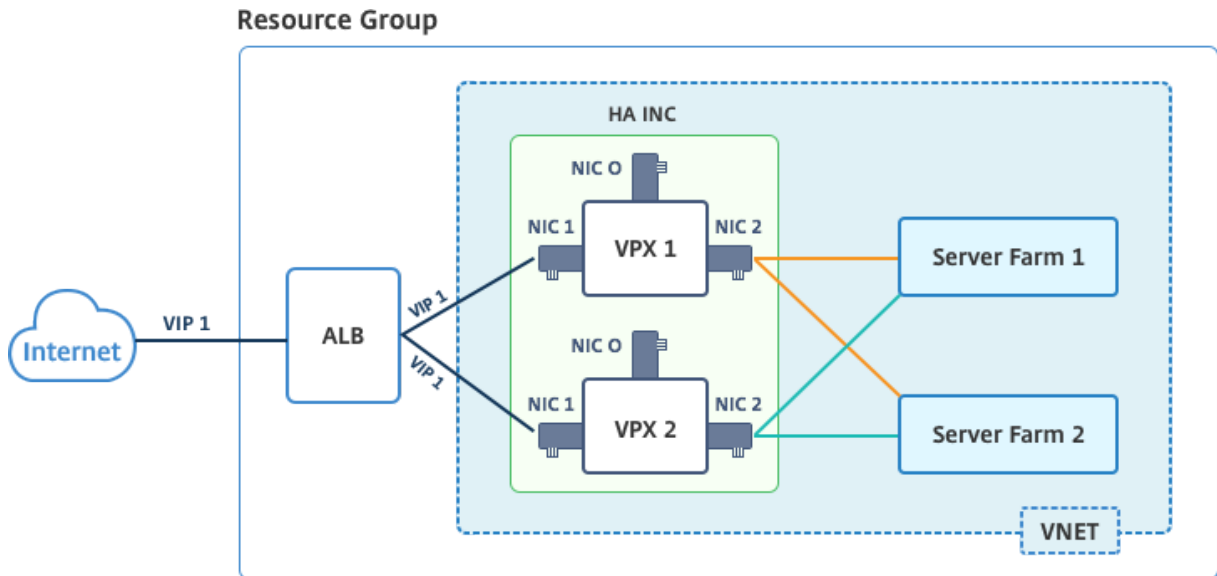 Resource Group
HA INC
NIC O
NIC 1
VPX 1
NIC 2
Server Farm 1
VIP 1
Internet
VIP 1
ALB
VIP 1
NIC O
NIC 1
VPX 2
NIC 2
Server Farm 2
VNET